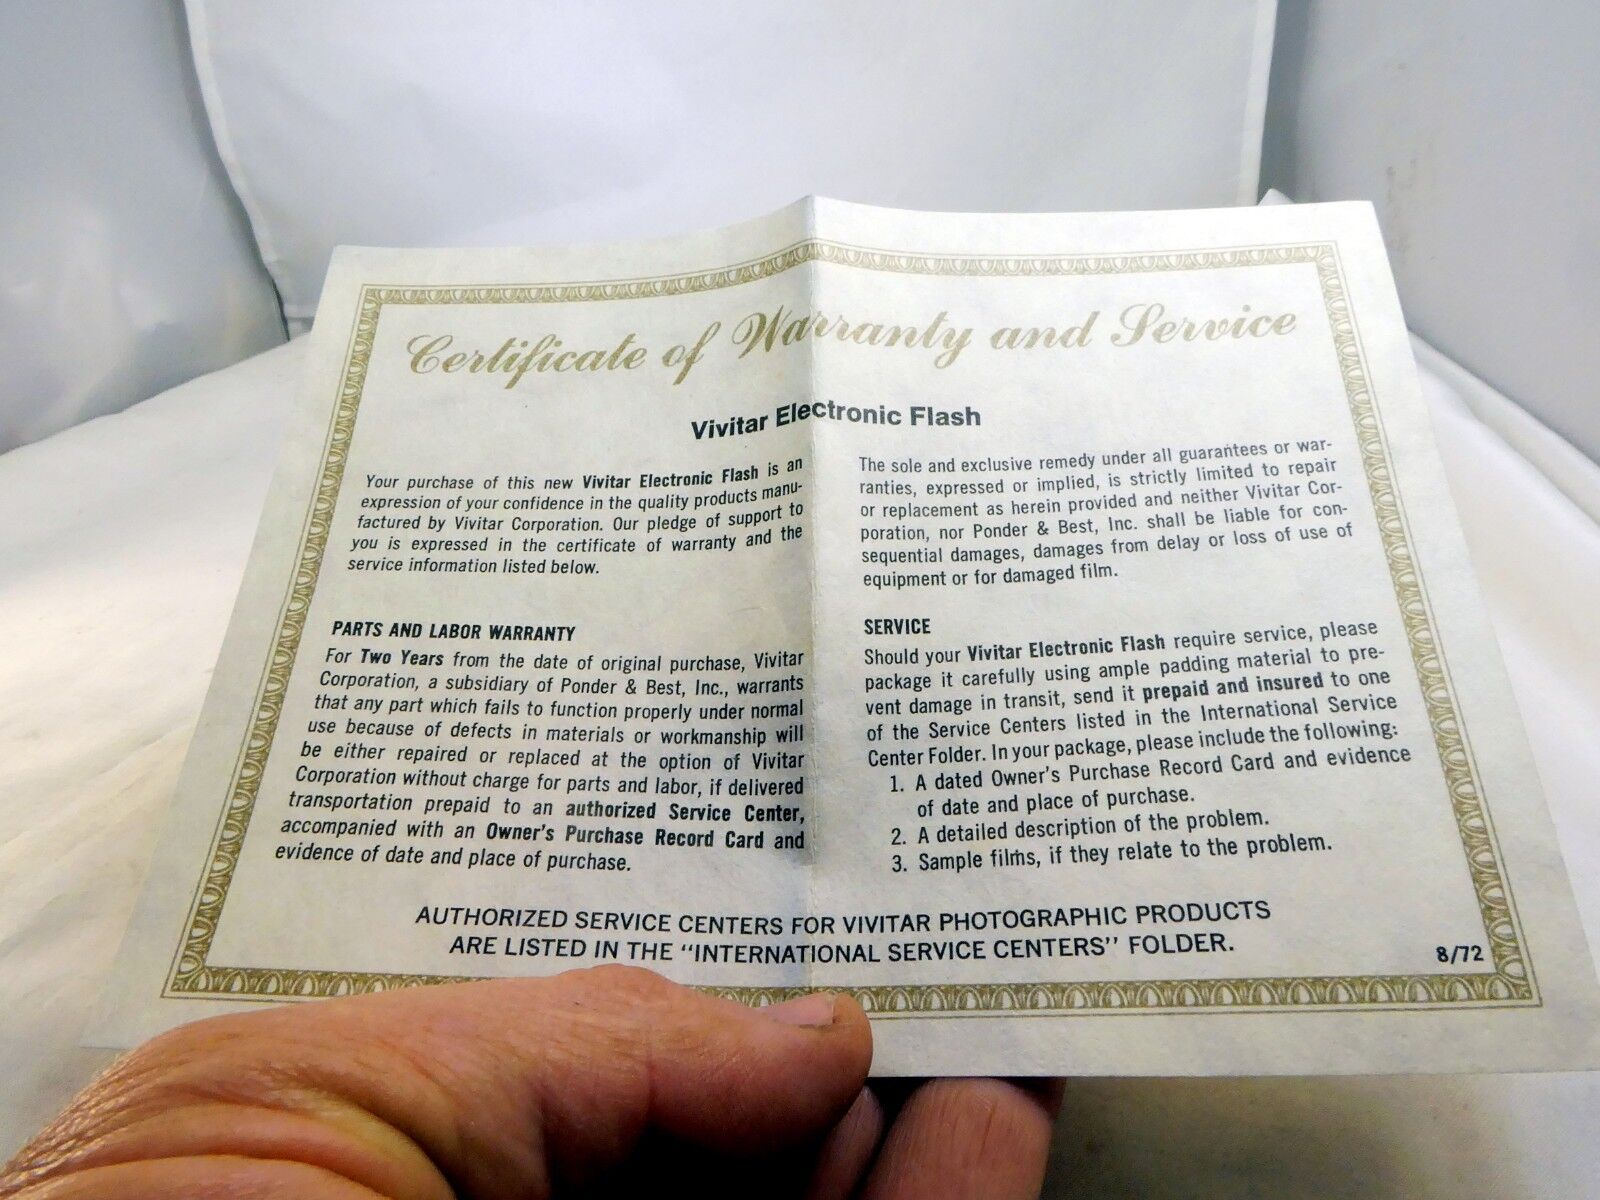 Certificate of Warranty and Service
Vivitar Electronic Flash
Your purchase of this new Vivitar Electronic Flash is an
expression of your confidence in the quality products manu-
factured by Vivitar Corporation. Our pledge of support to
you is expressed in the certificate of warranty and the
service information listed below.
PARTS AND LABOR WARRANTY
For Two Years from the date of original purchase, Vivitar
Corporation, a subsidiary of Ponder & Best, Inc., warrants
that any part which fails to function properly under normal
use because of defects in materials or workmanship will
be either repaired or replaced at the option of Vivitar
Corporation without charge for parts and labor, if delivered
transportation prepaid to an authorized Service Center,
accompanied with an Owner's Purchase Record Card and
evidence of date and place of purchase.
The sole and exclusive remedy under all guarantees or war-
ranties, expressed or implied, is strictly limited to repair
or replacement as herein provided and neither Vivitar Cor-
poration, nor Ponder & Best, Inc. shall be liable for con-
sequential damages, damages from delay or loss of use of
equipment or for damaged film.
SERVICE
Should your Vivitar Electronic Flash require service, please
package it carefully using ample padding material to pre-
vent damage in transit, send it prepaid and insured to one
of the Service Centers listed in the International Service
Center Folder. In your package, please include the following:
1. A dated Owner's Purchase Record Card and evidence
of date and place of purchase.
2. A detailed description of the problem.
3. Sample films, if they relate to the problem.
AUTHORIZED SERVICE CENTERS FOR VIVITAR PHOTOGRAPHIC PRODUCTS
ARE LISTED IN THE "INTERNATIONAL SERVICE CENTERS" FOLDER.
8/72